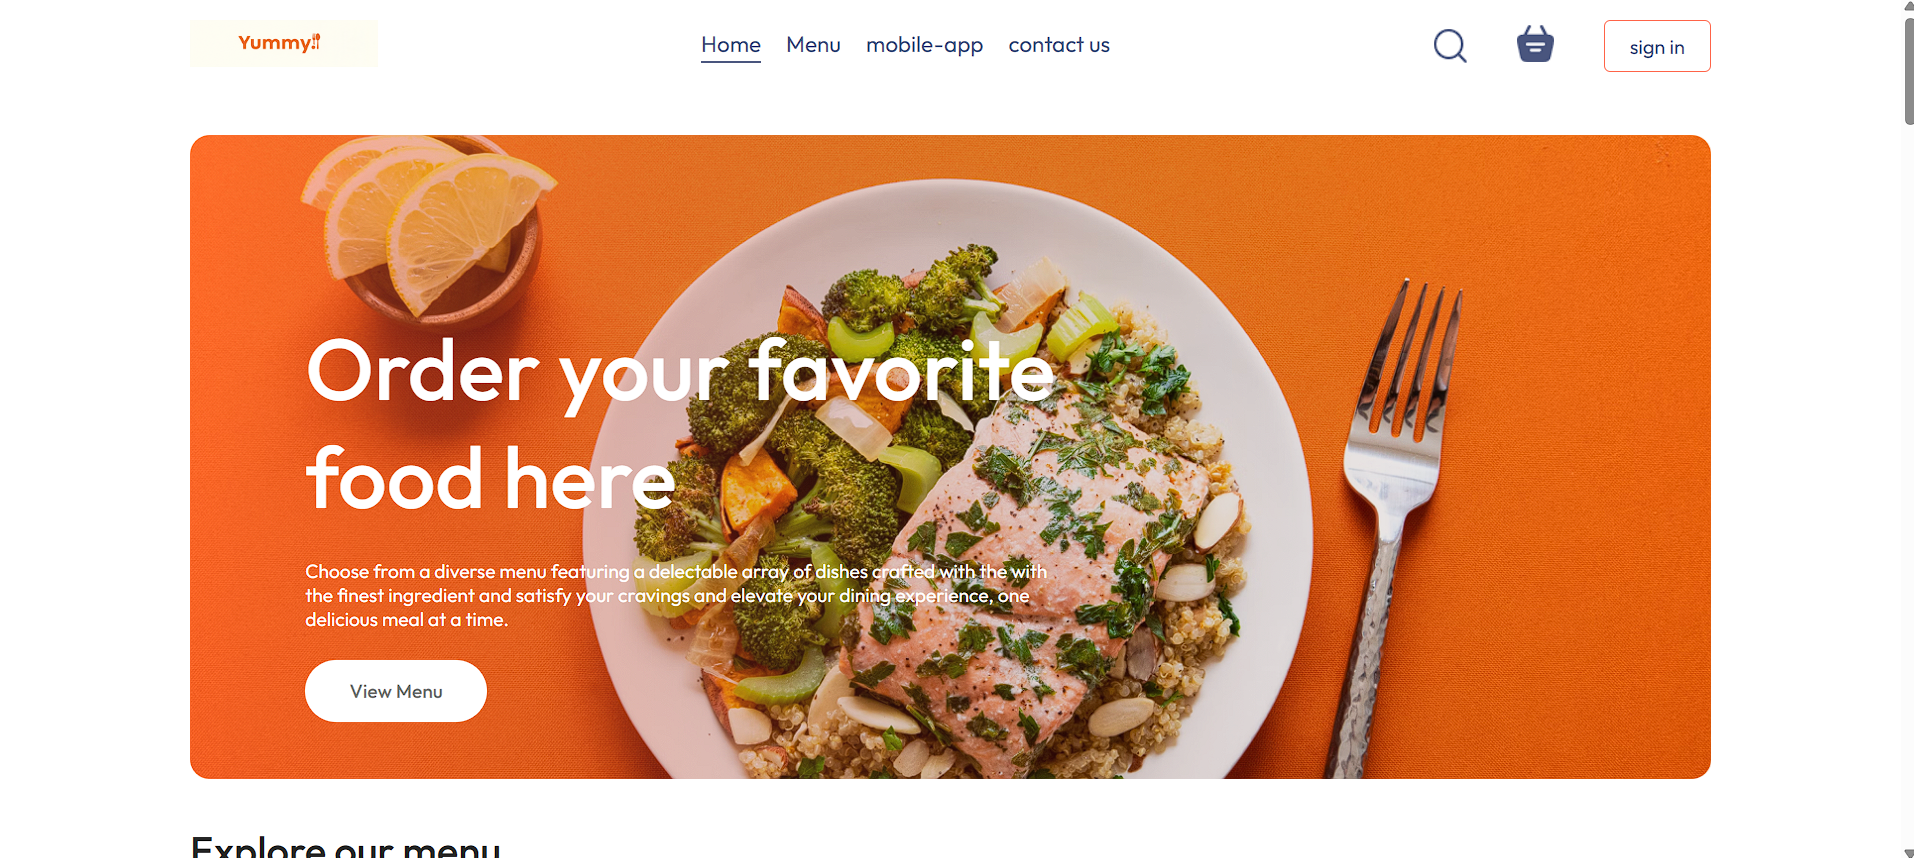 Yummy!
Home Menu mobile-app contact us
sign in
Order your favorite
food here
Choose from a diverse menu featuring a delectable array of dishes crafted with the with
the finest ingredient and satisfy your cravings and elevate your dining experience, one
delicious meal at a time.
View Menu
Explore our menu